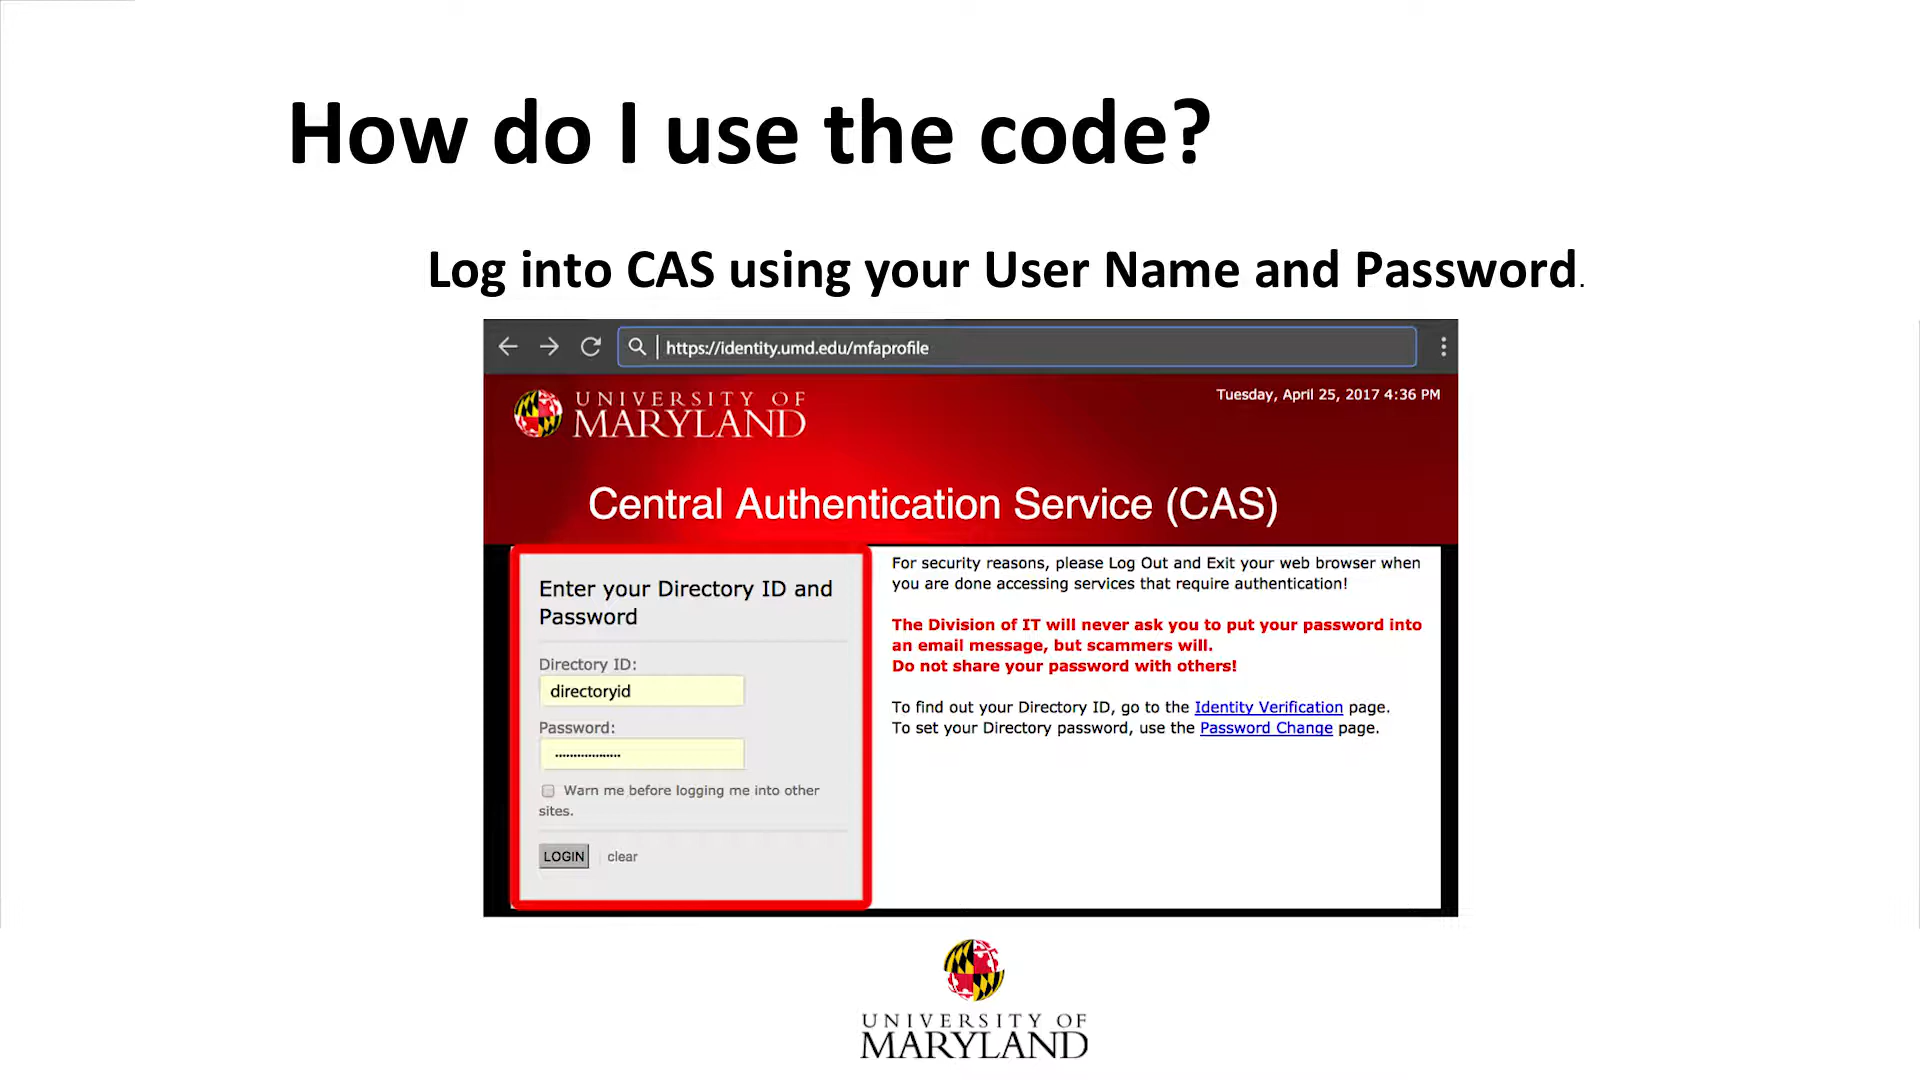 How do I use the code?
Log into CAS using your User Name and Password.
https://identity.umd.edu/mfaprofile
UNIVERSITY OF
MARYLAND
Tuesday, April 25, 2017 4:36 PM
Central Authentication Service (CAS)
Enter your Directory ID and
Password
Directory ID:
directoryid
Password:
••••••••••••••••••
Warn me before logging me into other
sites.
LOGIN clear
For security reasons, please Log Out and Exit your web browser when
you are done accessing services that require authentication!
The Division of IT will never ask you to put your password into
an email message, but scammers will.
Do not share your password with others!
To find out your Directory ID, go to the Identity Verification page.
To set your Directory password, use the Password Change page.
UNIVERSITY OF
MARYLAND